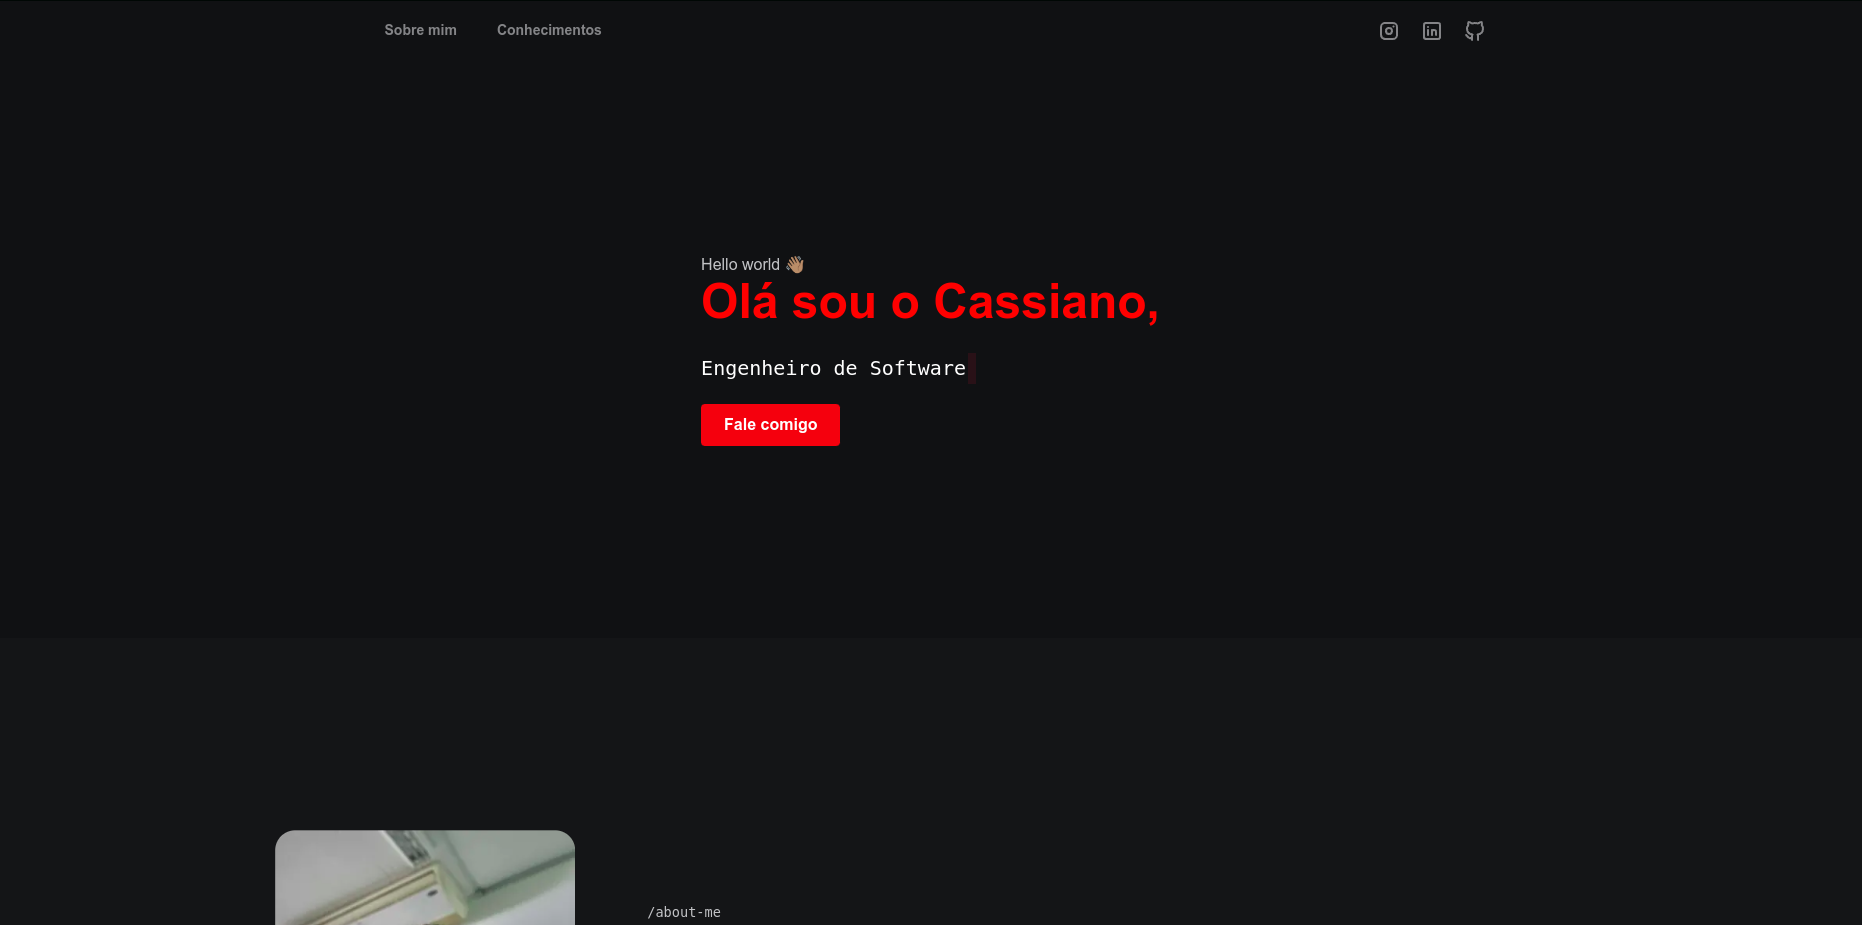 Sobre mim Conhecimentos
Hello world 👋🏽
Olá sou o Cassiano,
Engenheiro de Software
Fale comigo
/about-me